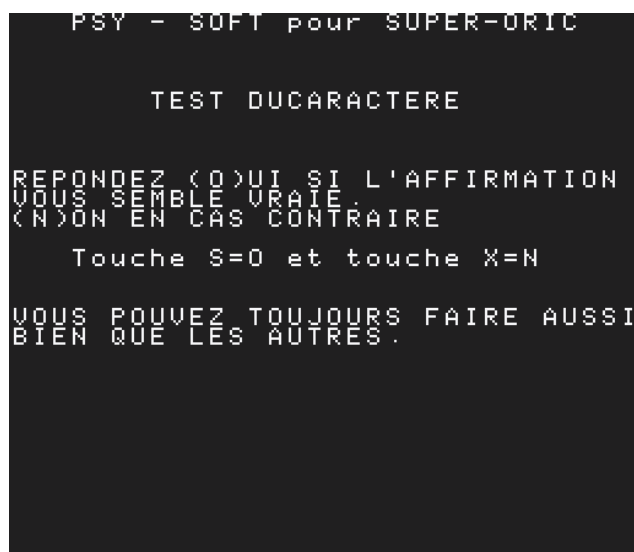 PSY - SOFT pour SUPER-ORIC
TEST DUCARACTERE
REPONDEZ (O)UI SI L'AFFIRMATION
VOUS SEMBLE VRAIE.
(N)ON EN CAS CONTRAIRE
Touche S=O et touche X=N
VOUS POUVEZ TOUJOURS FAIRE AUSSI
BIEN QUE LES AUTRES.